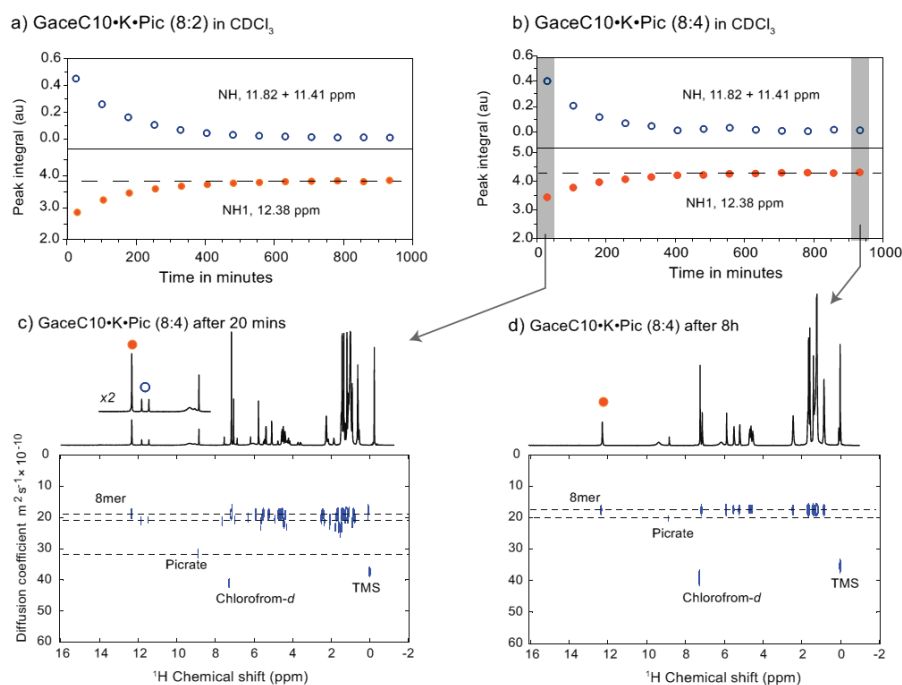 a) GaceC10•K•Pic (8:2) in CDCl₃
b) GaceC10•K•Pic (8:4) in CDCl₃
Peak integral (au)
0.6
0.4
0.2
0.0
5.0
4.0
3.0
2.0
NH, 11.82 + 11.41 ppm
NH1, 12.38 ppm
0 200 400 600 800 1000
Time in minutes
Peak integral (au)
0.6
0.4
0.2
0.0
5.0
4.0
3.0
2.0
NH, 11.82 + 11.41 ppm
NH1, 12.38 ppm
0 200 400 600 800 1000
Time in minutes
c) GaceC10•K•Pic (8:4) after 20 mins
d) GaceC10•K•Pic (8:4) after 8h
x2
Diffusion coefficient m² s⁻¹ × 10⁻¹⁰
0
10
20
30
40
50
60
8mer
Picrate
Chlorofrom-d
TMS
16 14 12 10 8 6 4 2 0 -2
¹H Chemical shift (ppm)
0
10
20
30
40
50
60
8mer
Picrate
Chlorofrom-d
TMS
16 14 12 10 8 6 4 2 0 -2
¹H Chemical shift (ppm)